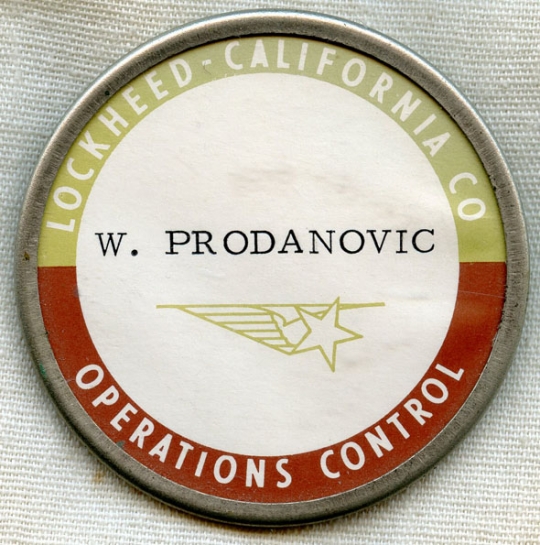 LOCKHEED-CALIFORNIA CO
W. PRODANOVIC
OPERATIONS CONTROL